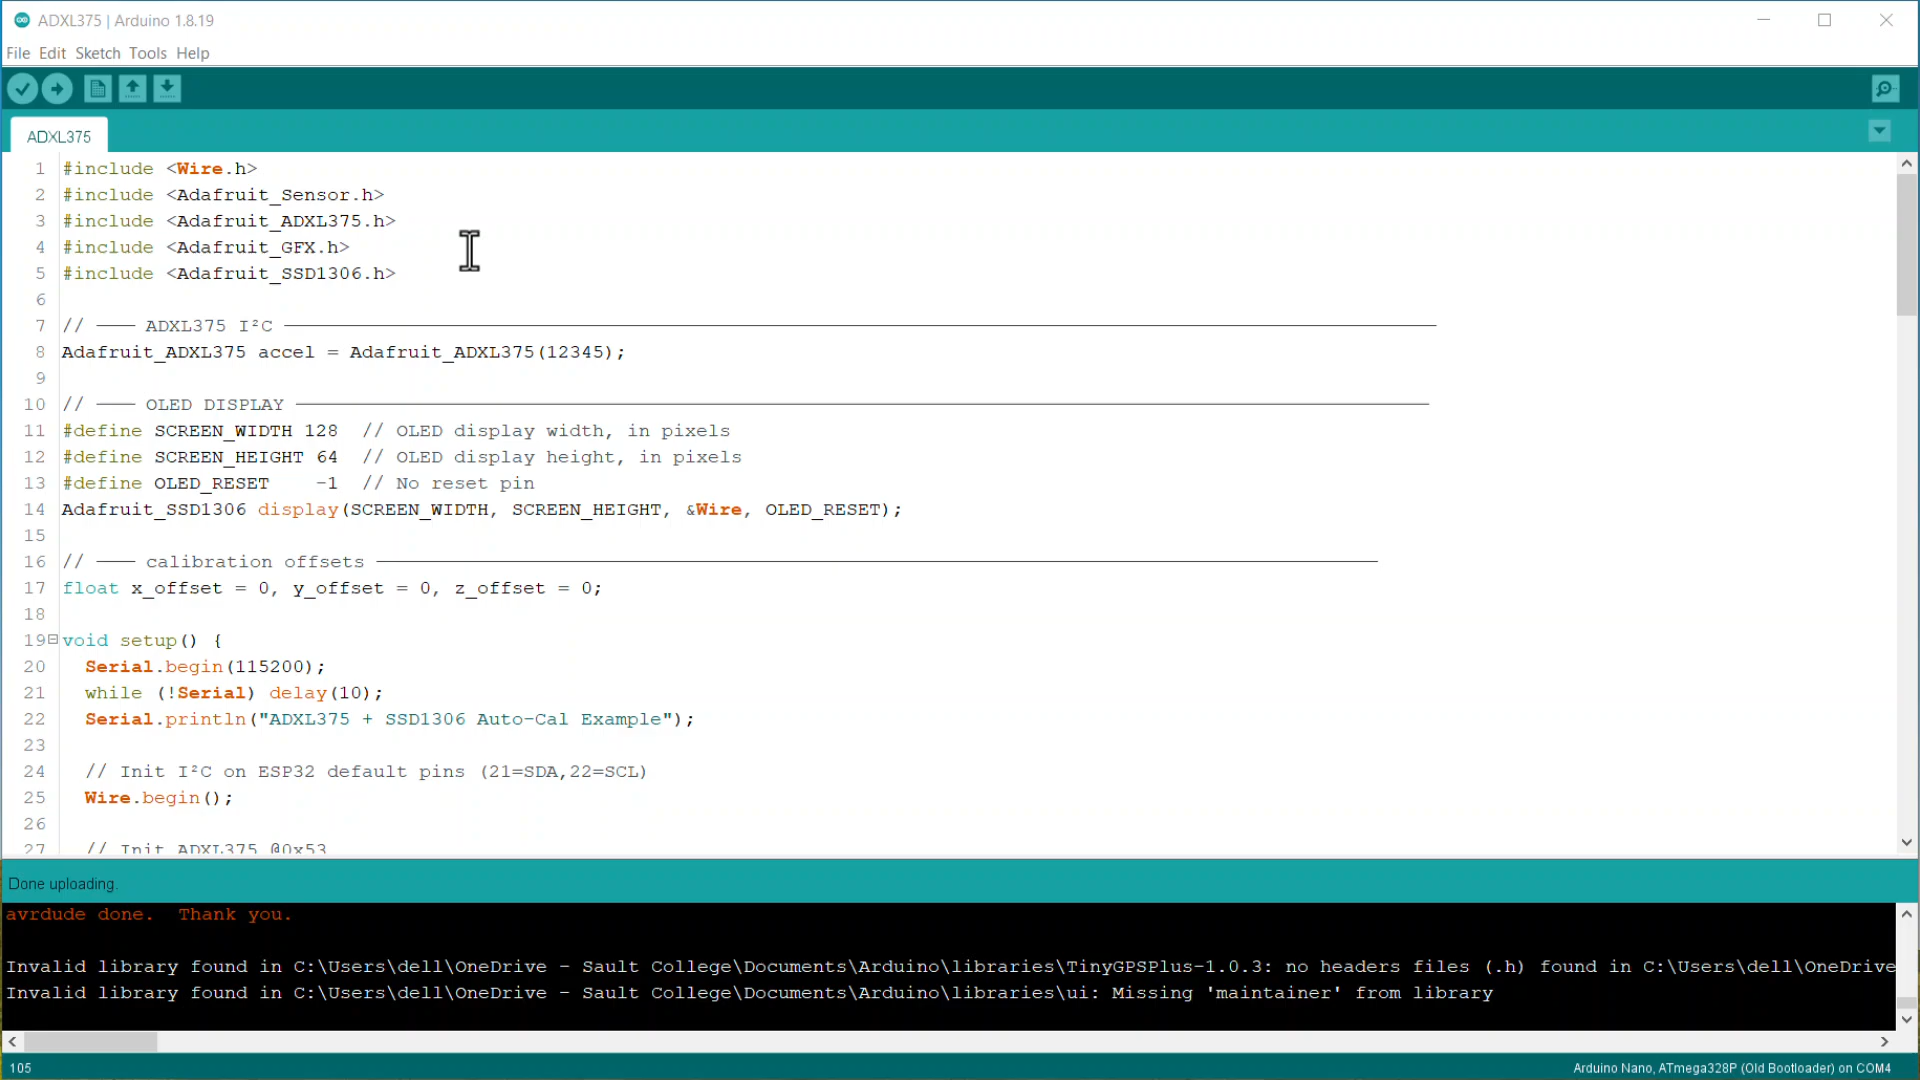 ADXL375 | Arduino 1.8.19
File Edit Sketch Tools Help
ADXL375
1 #include <Wire.h>
2 #include <Adafruit_Sensor.h>
3 #include <Adafruit_ADXL375.h>
4 #include <Adafruit_GFX.h>
5 #include <Adafruit_SSD1306.h>
6
7 // ─── ADXL375 I²C ───────────────────────────────
8 Adafruit_ADXL375 accel = Adafruit_ADXL375(12345);
9
10 // ─── OLED DISPLAY ───────────────────────────────
11 #define SCREEN_WIDTH 128  // OLED display width, in pixels
12 #define SCREEN_HEIGHT 64  // OLED display height, in pixels
13 #define OLED_RESET    -1  // No reset pin
14 Adafruit_SSD1306 display(SCREEN_WIDTH, SCREEN_HEIGHT, &Wire, OLED_RESET);
15
16 // ─── calibration offsets ───────────────────────────────
17 float x_offset = 0, y_offset = 0, z_offset = 0;
18
19 void setup() {
20   Serial.begin(115200);
21   while (!Serial) delay(10);
22   Serial.println("ADXL375 + SSD1306 Auto-Cal Example");
23
24   // Init I²C on ESP32 default pins (21=SDA,22=SCL)
25   Wire.begin();
26
27   // Init ADXL375 @0x53
Done uploading.
avrdude done.  Thank you.
Invalid library found in C:\Users\dell\OneDrive - Sault College\Documents\Arduino\libraries\TinyGPSPlus-1.0.3: no headers files (.h) found in C:\Users\dell\OneDrive
Invalid library found in C:\Users\dell\OneDrive - Sault College\Documents\Arduino\libraries\ui: Missing 'maintainer' from library
105
Arduino Nano, ATmega328P (Old Bootloader) on COM4